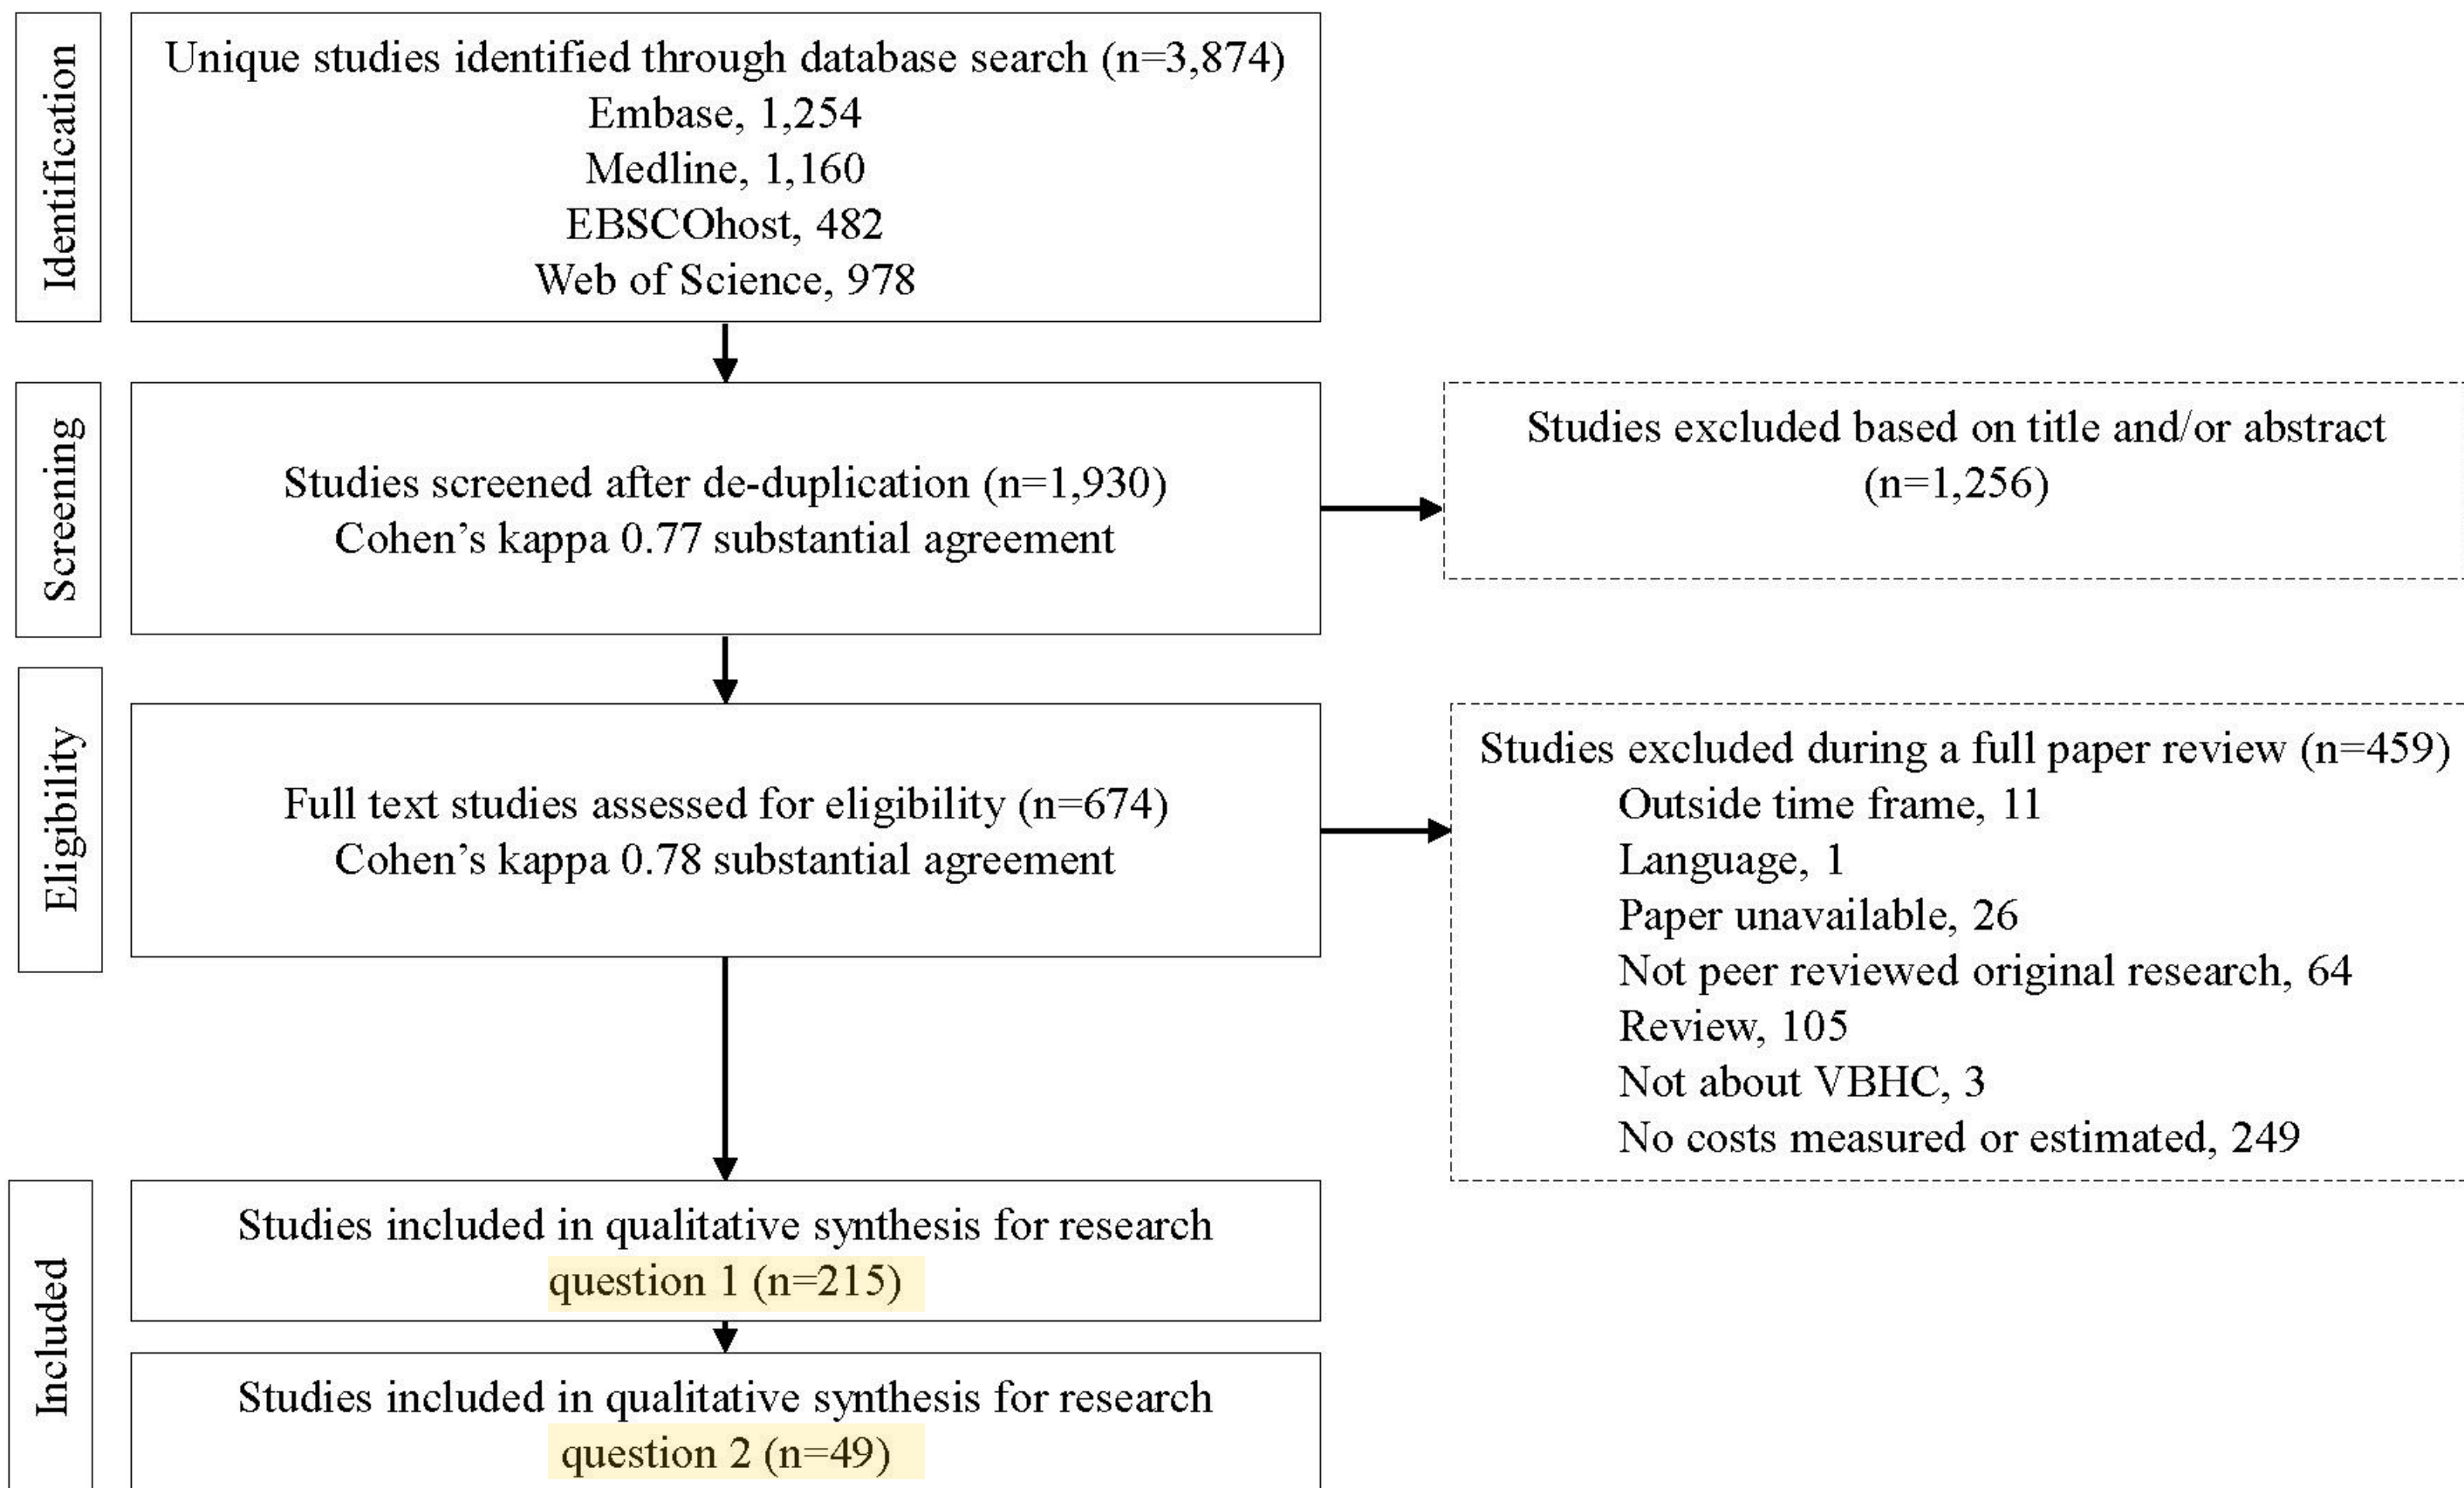 Identification
Unique studies identified through database search (n=3,874)
Embase, 1,254
Medline, 1,160
EBSCOhost, 482
Web of Science, 978
Screening
Studies screened after de-duplication (n=1,930)
Cohen’s kappa 0.77 substantial agreement
Studies excluded based on title and/or abstract
(n=1,256)
Eligibility
Full text studies assessed for eligibility (n=674)
Cohen’s kappa 0.78 substantial agreement
Studies excluded during a full paper review (n=459)
Outside time frame, 11
Language, 1
Paper unavailable, 26
Not peer reviewed original research, 64
Review, 105
Not about VBHC, 3
No costs measured or estimated, 249
Included
Studies included in qualitative synthesis for research
question 1 (n=215)
Studies included in qualitative synthesis for research
question 2 (n=49)